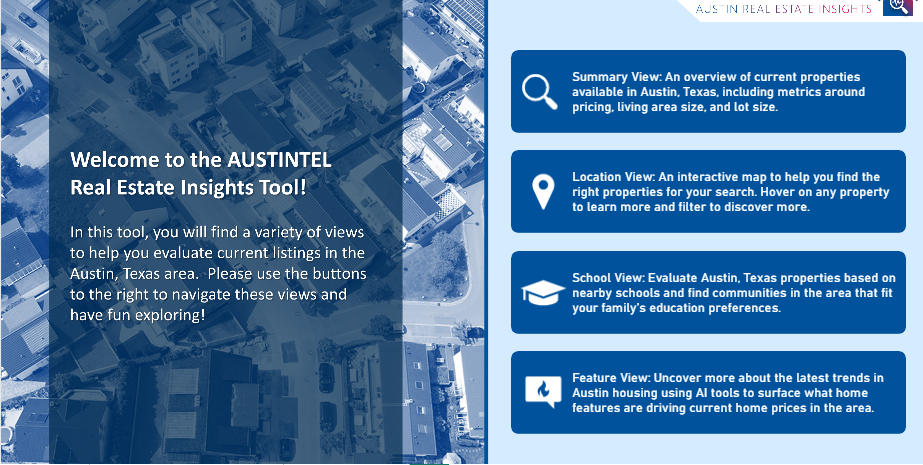 AUSTIN REAL ESTATE INSIGHTS
Welcome to the AUSTINTEL
Real Estate Insights Tool!
In this tool, you will find a variety of views
to help you evaluate current listings in the
Austin, Texas area.  Please use the buttons
to the right to navigate these views and
have fun exploring!
Summary View: An overview of current properties
available in Austin, Texas, including metrics around
pricing, living area size, and lot size.
Location View: An interactive map to help you find the
right properties for your search. Hover on any property
to learn more and filter to discover more.
School View: Evaluate Austin, Texas properties based on
nearby schools and find communities in the area that fit
your family's education preferences.
Feature View: Uncover more about the latest trends in
Austin housing using AI tools to surface what home
features are driving current home prices in the area.